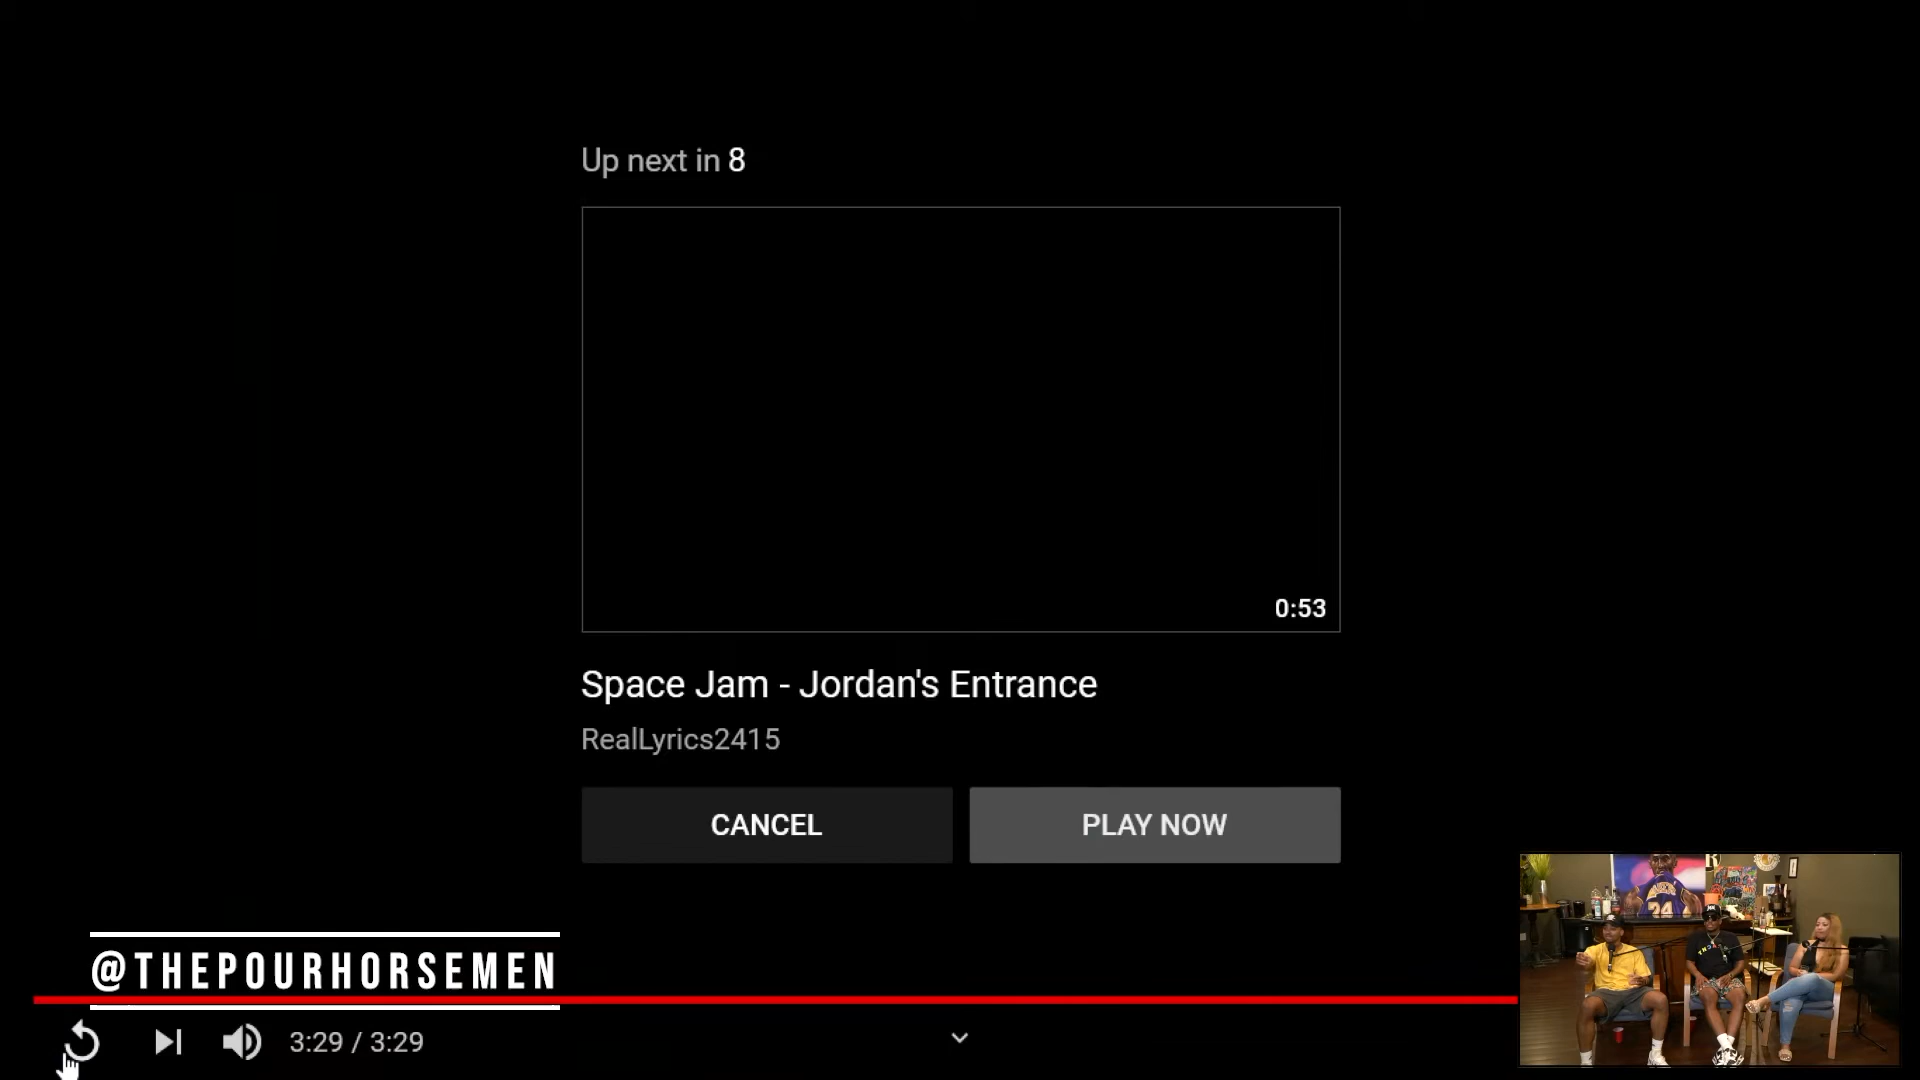 Up next in 8
0:53
Space Jam - Jordan's Entrance
RealLyrics2415
CANCEL
PLAY NOW
@THEPOURHORSEMEN
3:29 / 3:29
24